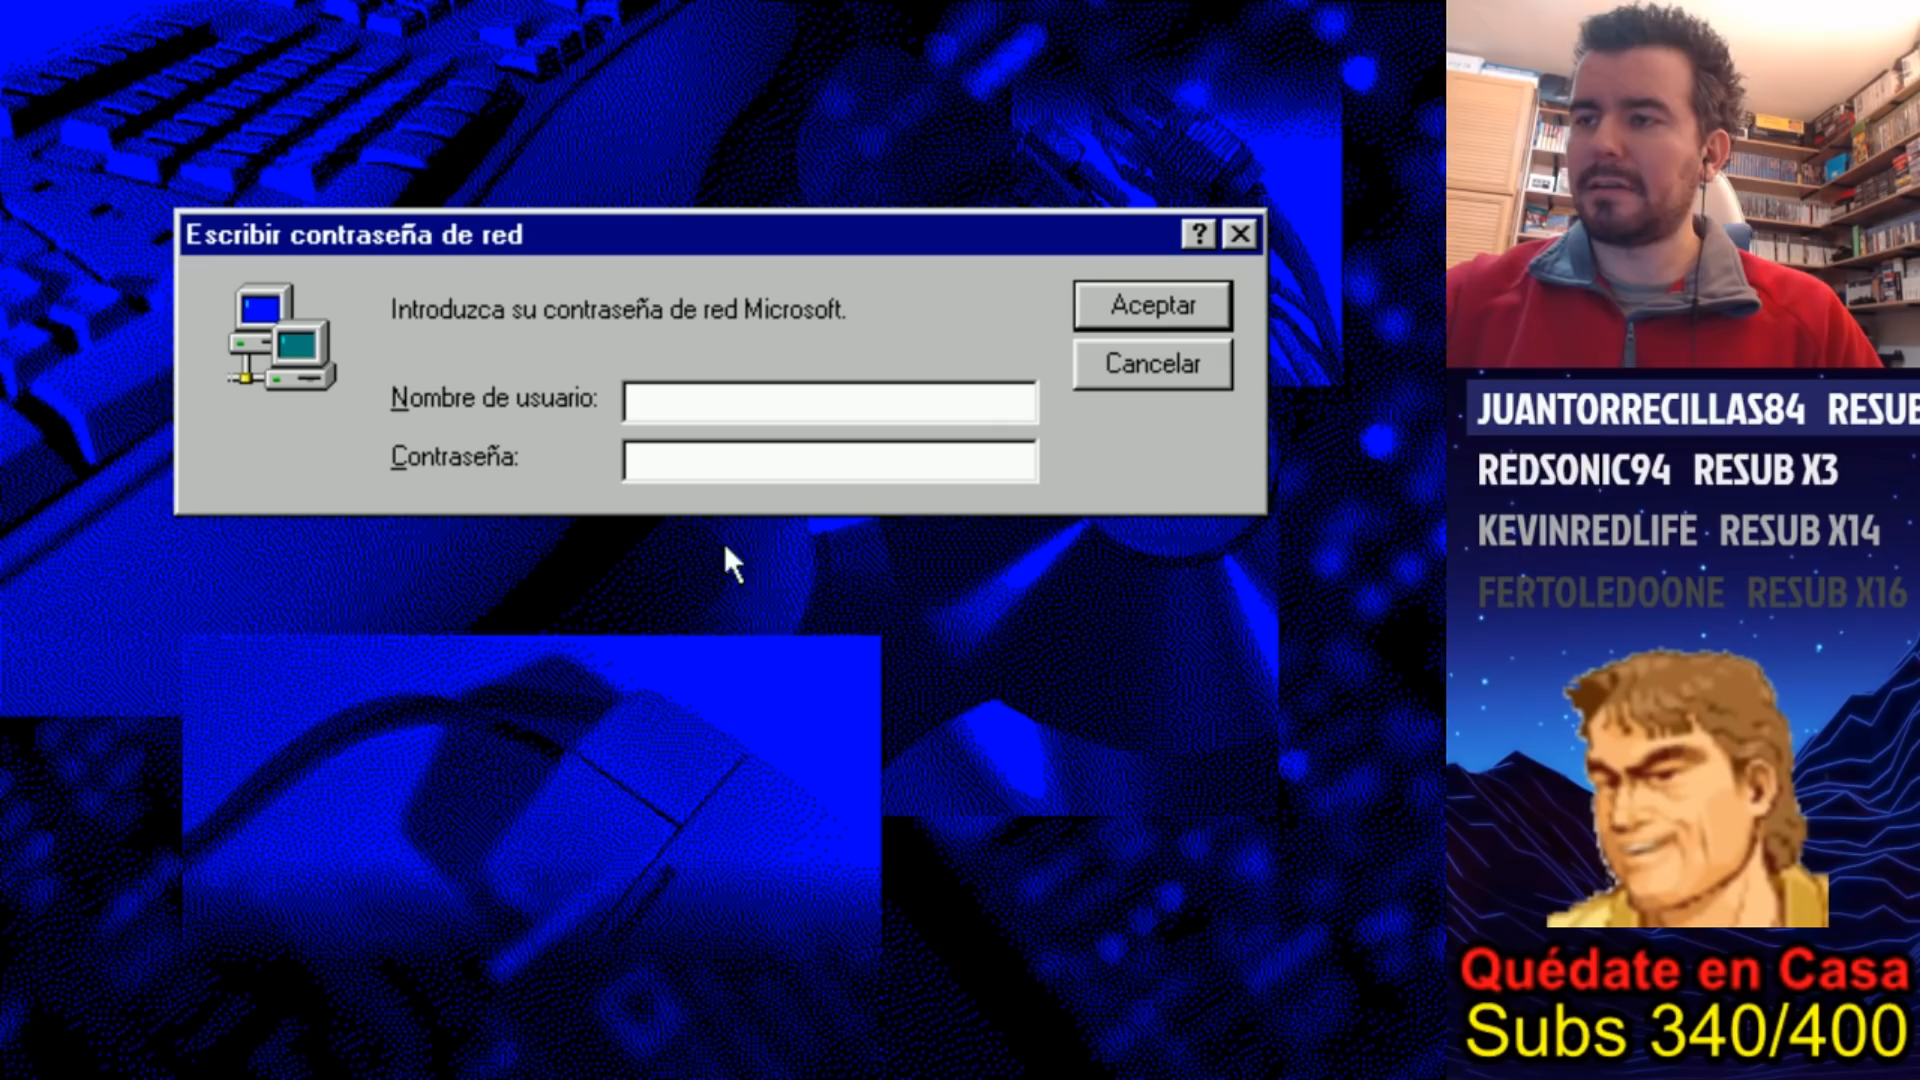 Escribir contraseña de red
Introduzca su contraseña de red Microsoft.
Aceptar
Cancelar
Nombre de usuario:
Contraseña:
JUANTORRECILLAS84 RESUB
REDSONIC94 RESUB X3
KEVINREDLIFE RESUB X14
FERTOLEDOONE RESUB X16
Quédate en Casa
Subs 340/400